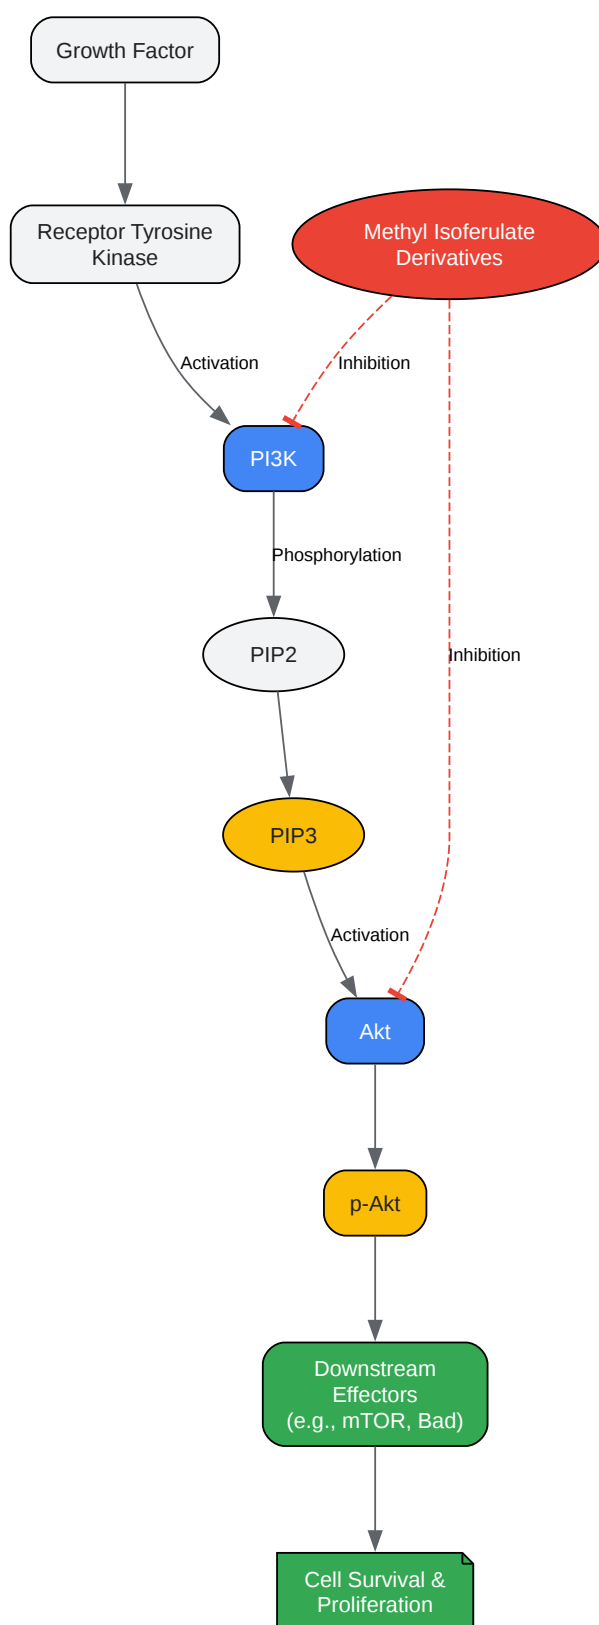 Growth Factor
Receptor Tyrosine
Kinase
Methyl Isoferulate
Derivatives
Activation
Inhibition
PI3K
Phosphorylation
PIP2
Inhibition
PIP3
Activation
Akt
p-Akt
Downstream
Effectors
(e.g., mTOR, Bad)
Cell Survival &
Proliferation